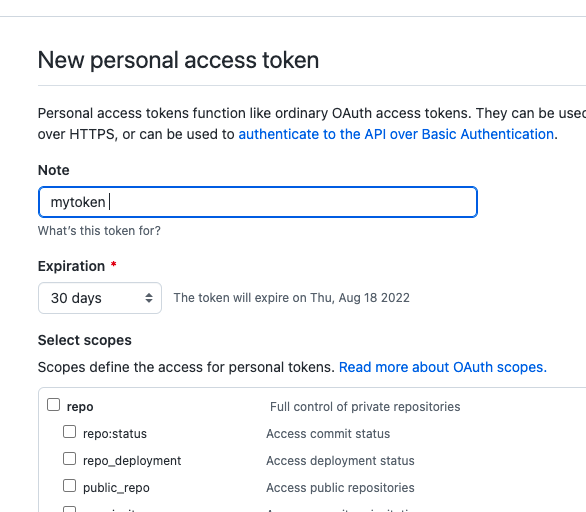 New personal access token
Personal access tokens function like ordinary OAuth access tokens. They can be used
over HTTPS, or can be used to authenticate to the API over Basic Authentication.
Note
mytoken
What's this token for?
Expiration *
30 days The token will expire on Thu, Aug 18 2022
Select scopes
Scopes define the access for personal tokens. Read more about OAuth scopes.
repo Full control of private repositories
repo:status Access commit status
repo_deployment Access deployment status
public_repo Access public repositories